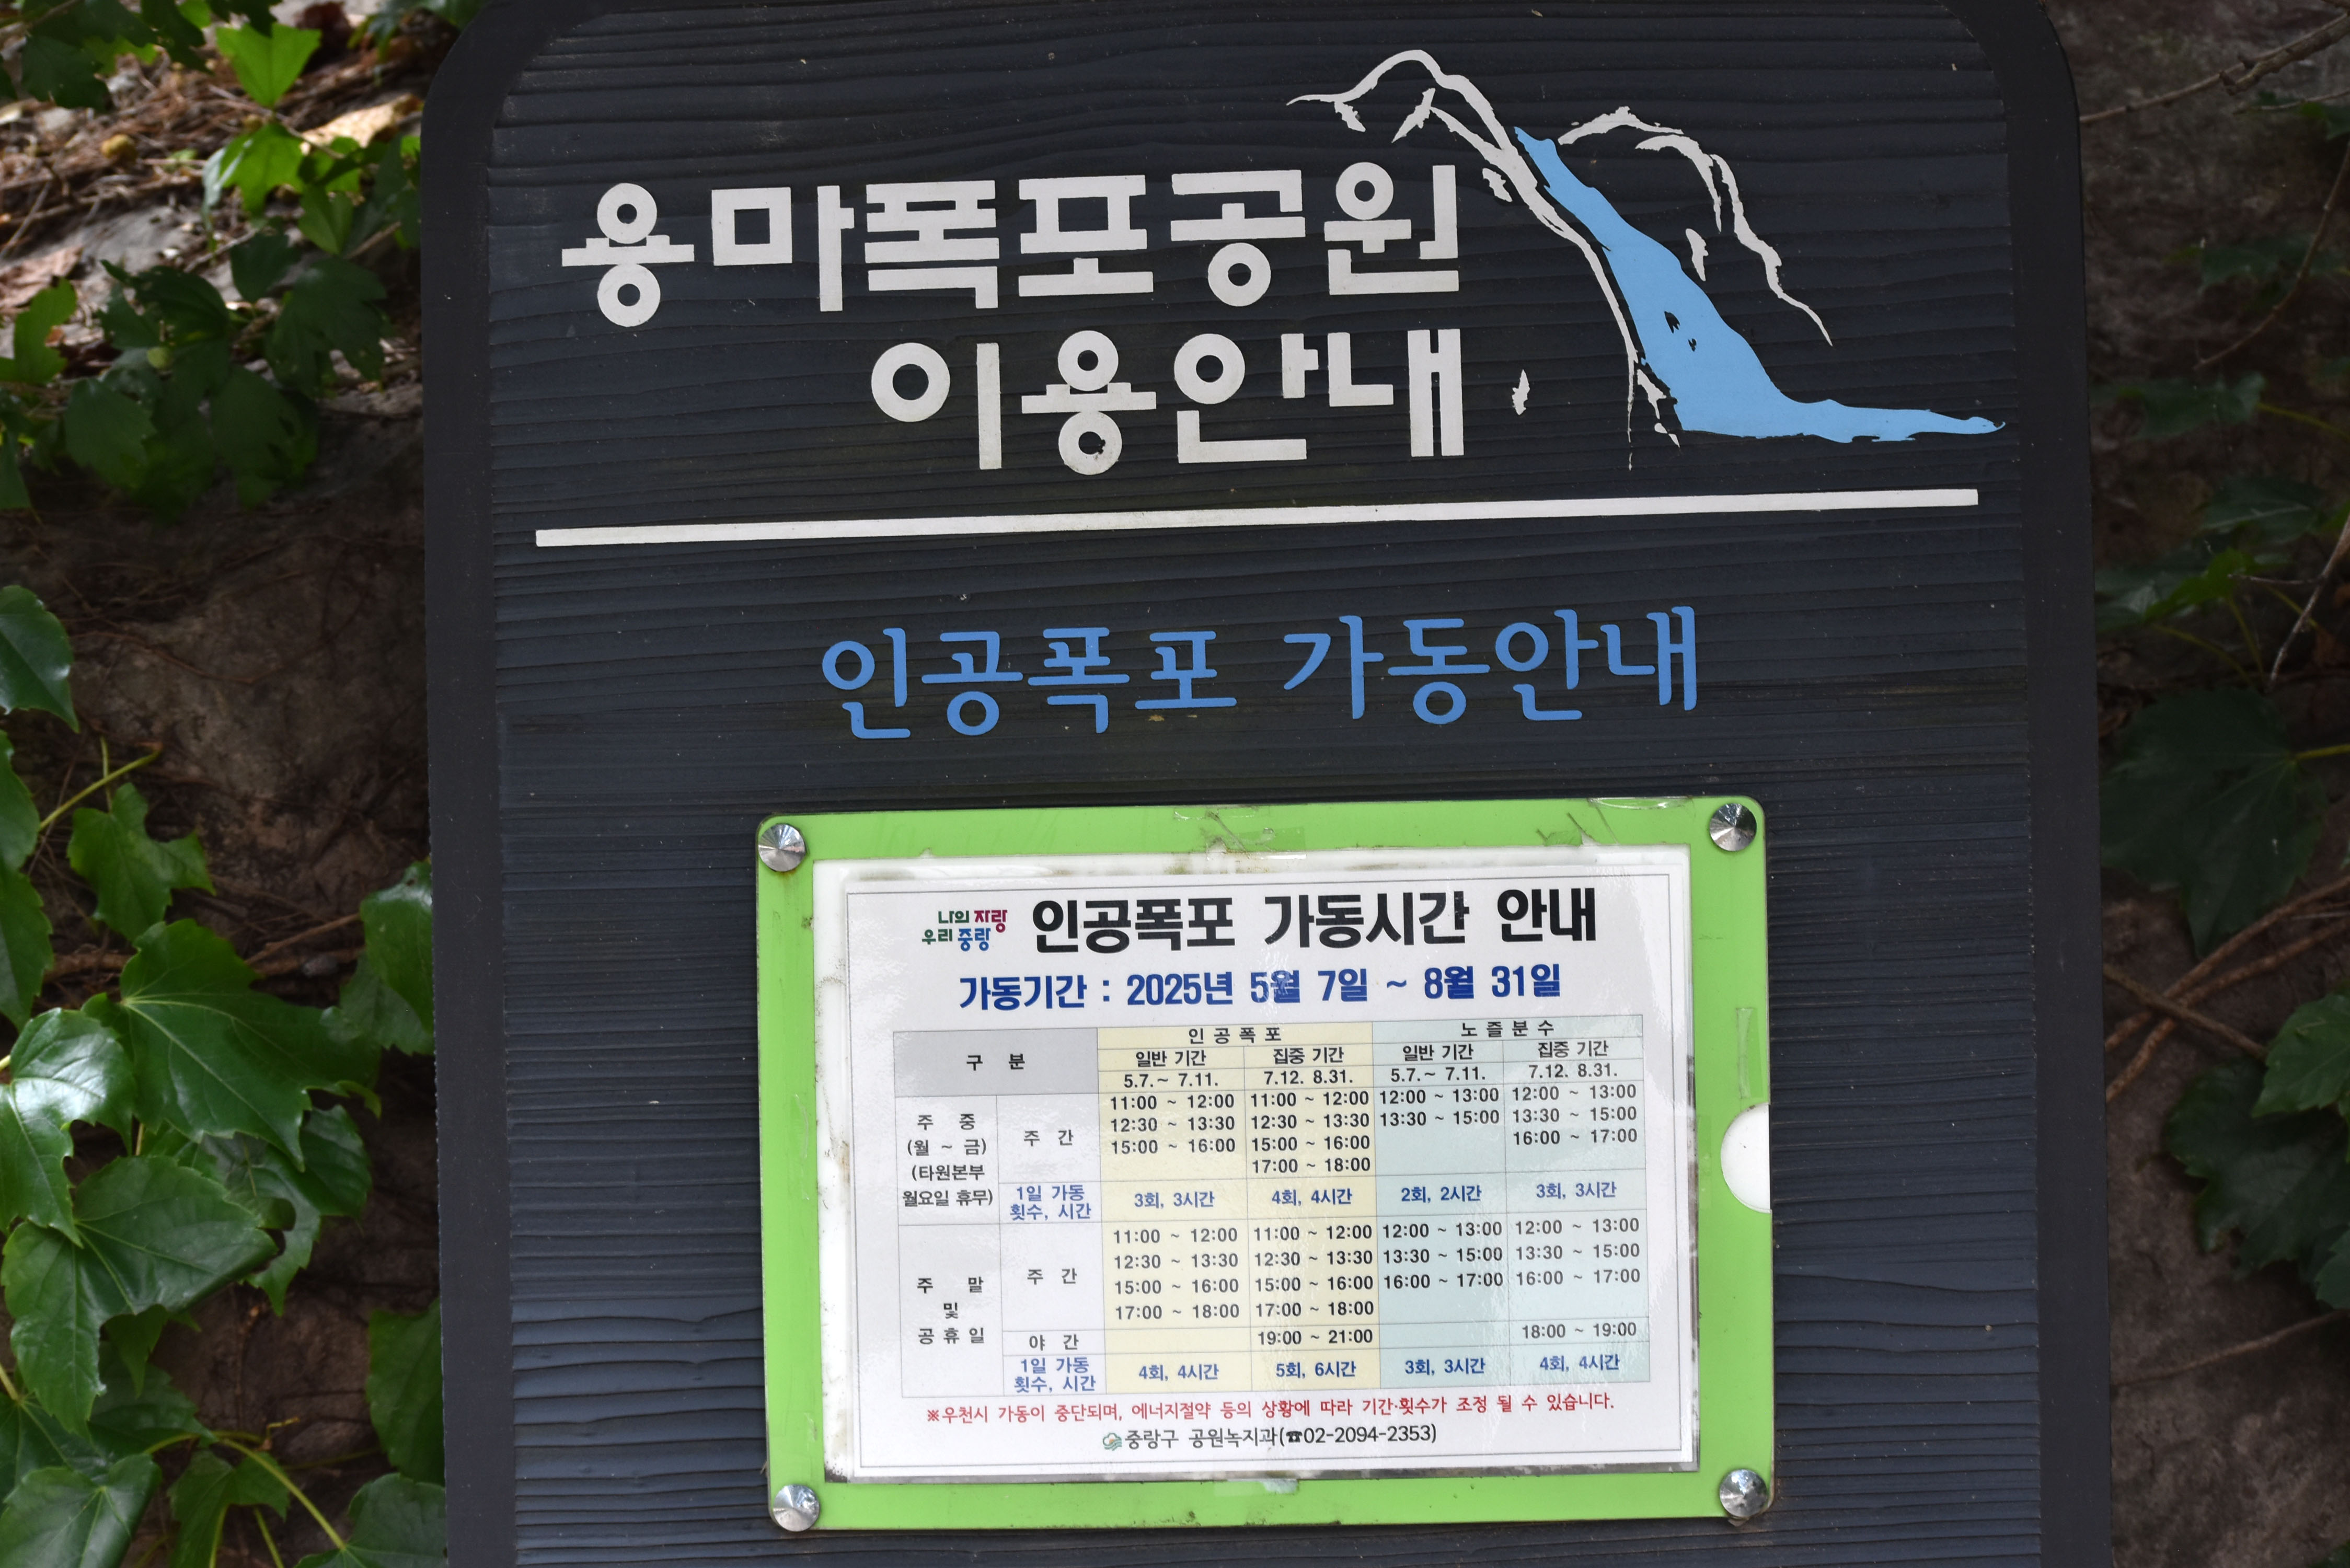 용마폭포공원
이용안내
인공폭포 가동안내
나의 자랑
우리 중랑
인공폭포 가동시간 안내
가동기간 : 2025년 5월 7일 ~ 8월 31일
구 분
인 공 폭 포
노 즐 분 수
일반 기간 집중 기간 일반 기간 집중 기간
5.7.~ 7.11. 7.12. 8.31. 5.7.~ 7.11. 7.12. 8.31.
주 중
(월 ~ 금)
(타원본부
월요일 휴무)
주 간
11:00 ~ 12:00 11:00 ~ 12:00 12:00 ~ 13:00 12:00 ~ 13:00
12:30 ~ 13:30 12:30 ~ 13:30 13:30 ~ 15:00 13:30 ~ 15:00
15:00 ~ 16:00 15:00 ~ 16:00 16:00 ~ 17:00
17:00 ~ 18:00
1일 가동
횟수, 시간
3회, 3시간 4회, 4시간 2회, 2시간 3회, 3시간
주 말
및
공 휴 일
주 간
11:00 ~ 12:00 11:00 ~ 12:00 12:00 ~ 13:00 12:00 ~ 13:00
12:30 ~ 13:30 12:30 ~ 13:30 13:30 ~ 15:00 13:30 ~ 15:00
15:00 ~ 16:00 15:00 ~ 16:00 16:00 ~ 17:00 16:00 ~ 17:00
17:00 ~ 18:00 17:00 ~ 18:00
야 간 19:00 ~ 21:00 18:00 ~ 19:00
1일 가동
횟수, 시간
4회, 4시간 5회, 6시간 3회, 3시간 4회, 4시간
※우천시 가동이 중단되며, 에너지절약 등의 상황에 따라 기간·횟수가 조정 될 수 있습니다.
중랑구 공원녹지과(☎02-2094-2353)